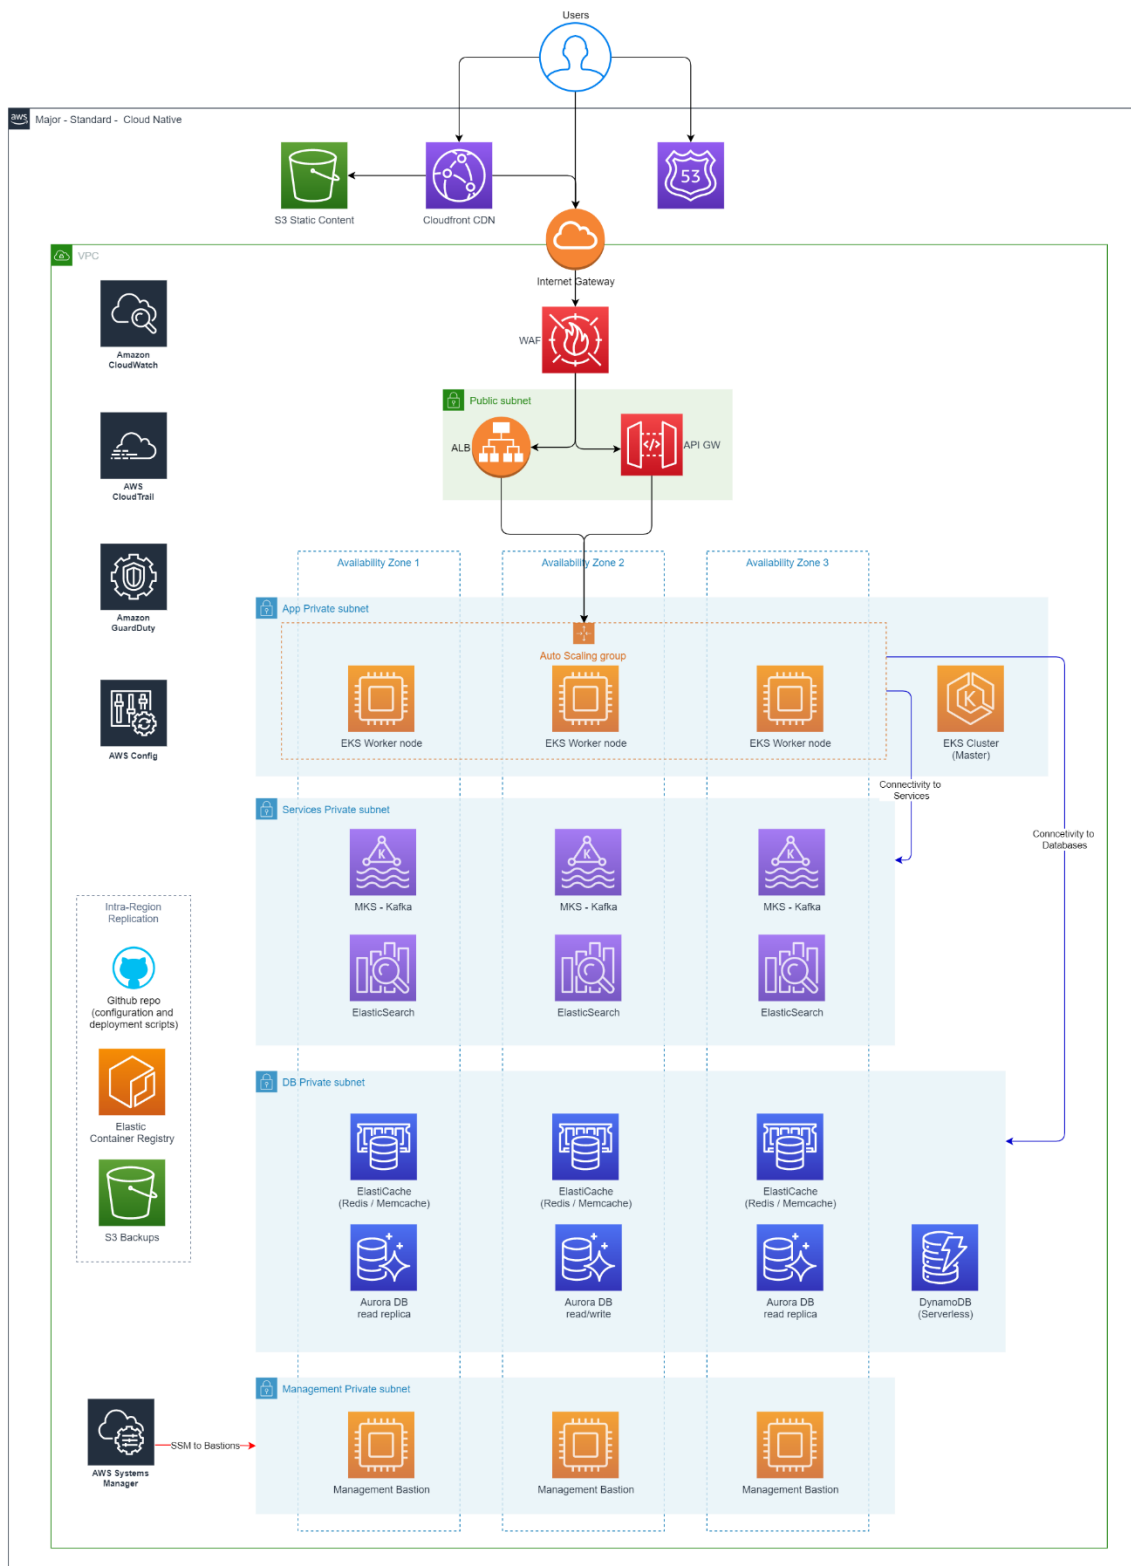 Users
aws
Major - Standard - Cloud Native
53
S3 Static Content
Cloudfront CDN
VPC
Internet Gateway
Amazon
CloudWatch
WAF
Public subnet
ALB
API GW
AWS
CloudTrail
Availability Zone 1
Availability Zone 2
Availability Zone 3
Amazon
GuardDuty
App Private subnet
Auto Scaling group
EKS Worker node
EKS Worker node
EKS Worker node
K
EKS Cluster
(Master)
AWS Config
Connectivity to
Services
Services Private subnet
K
K
K
MKS - Kafka
MKS - Kafka
MKS - Kafka
Conncetivity to
Databases
Intra-Region
Replication
Github repo
(configuration and
deployment scripts)
ElasticSearch
ElasticSearch
ElasticSearch
Elastic
Container Registry
S3 Backups
DB Private subnet
ElastiCache
(Redis / Memcache)
ElastiCache
(Redis / Memcache)
ElastiCache
(Redis / Memcache)
Aurora DB
read replica
Aurora DB
read/write
Aurora DB
read replica
DynamoDB
(Serverless)
Management Private subnet
SSM to Bastions
AWS Systems
Manager
Management Bastion
Management Bastion
Management Bastion